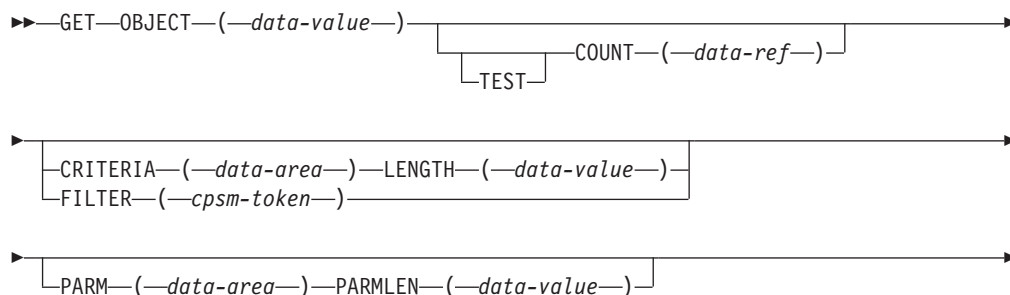 GET OBJECT ( data-value )
TEST COUNT ( data-ref )
CRITERIA ( data-area ) LENGTH ( data-value )
FILTER ( cpsm-token )
PARM ( data-area ) PARMLEN ( data-value )